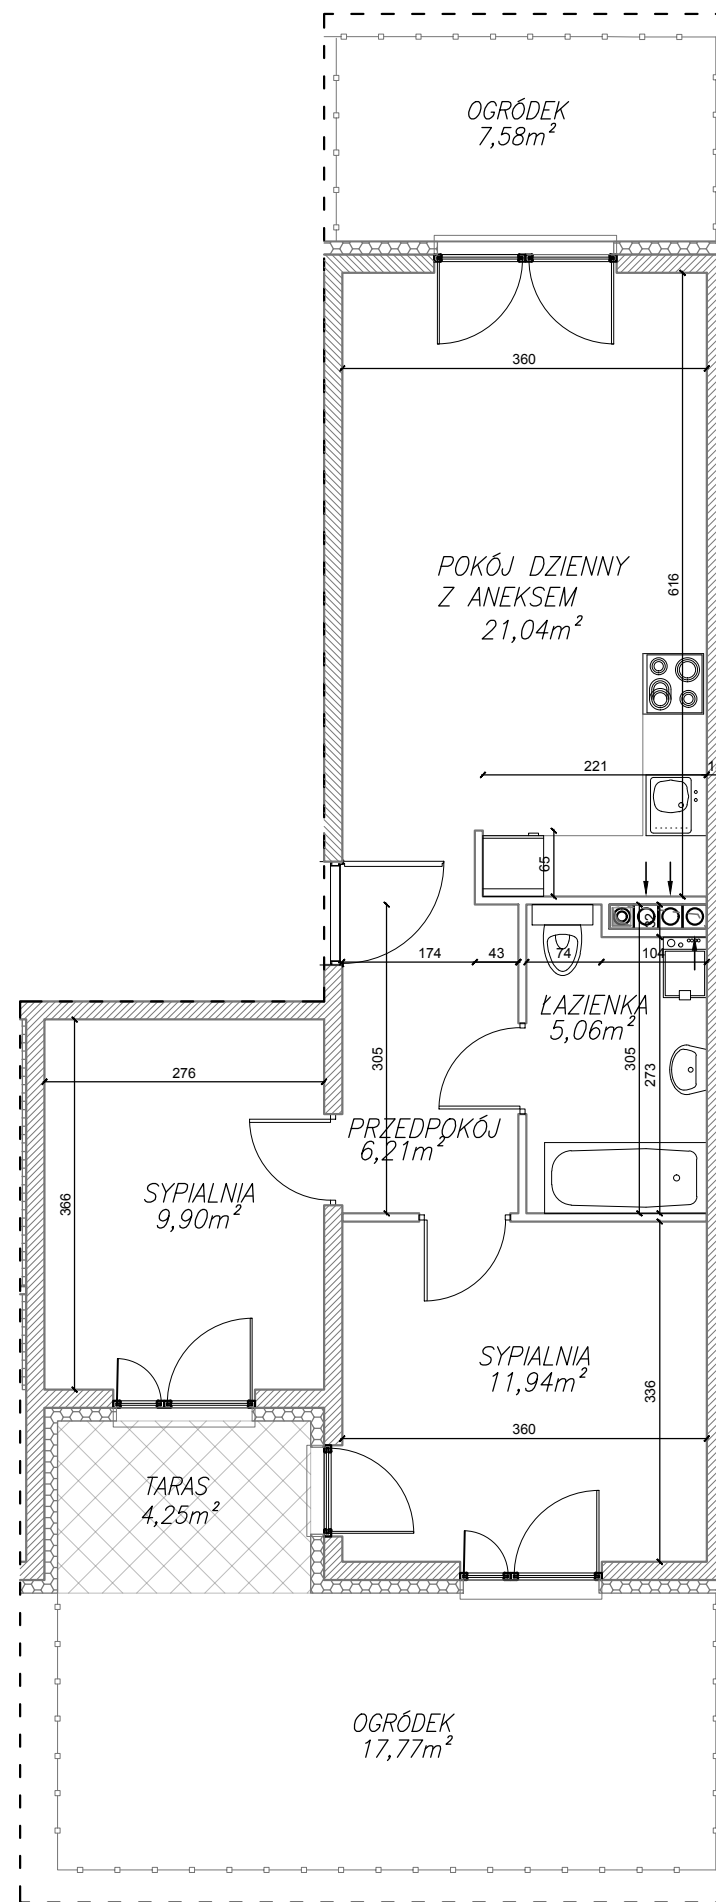 OGRÓDEK
7,58m²
360
POKÓJ DZIENNY
Z ANEKSEM
21,04m²
616
221
1
65
174
43
74
104
ŁAZIENKA
5,06m²
305
305
273
276
PRZEDPOKÓJ
6,21m²
366
SYPIALNIA
9,90m²
SYPIALNIA
11,94m²
336
360
TARAS
4,25m²
OGRÓDEK
17,77m²